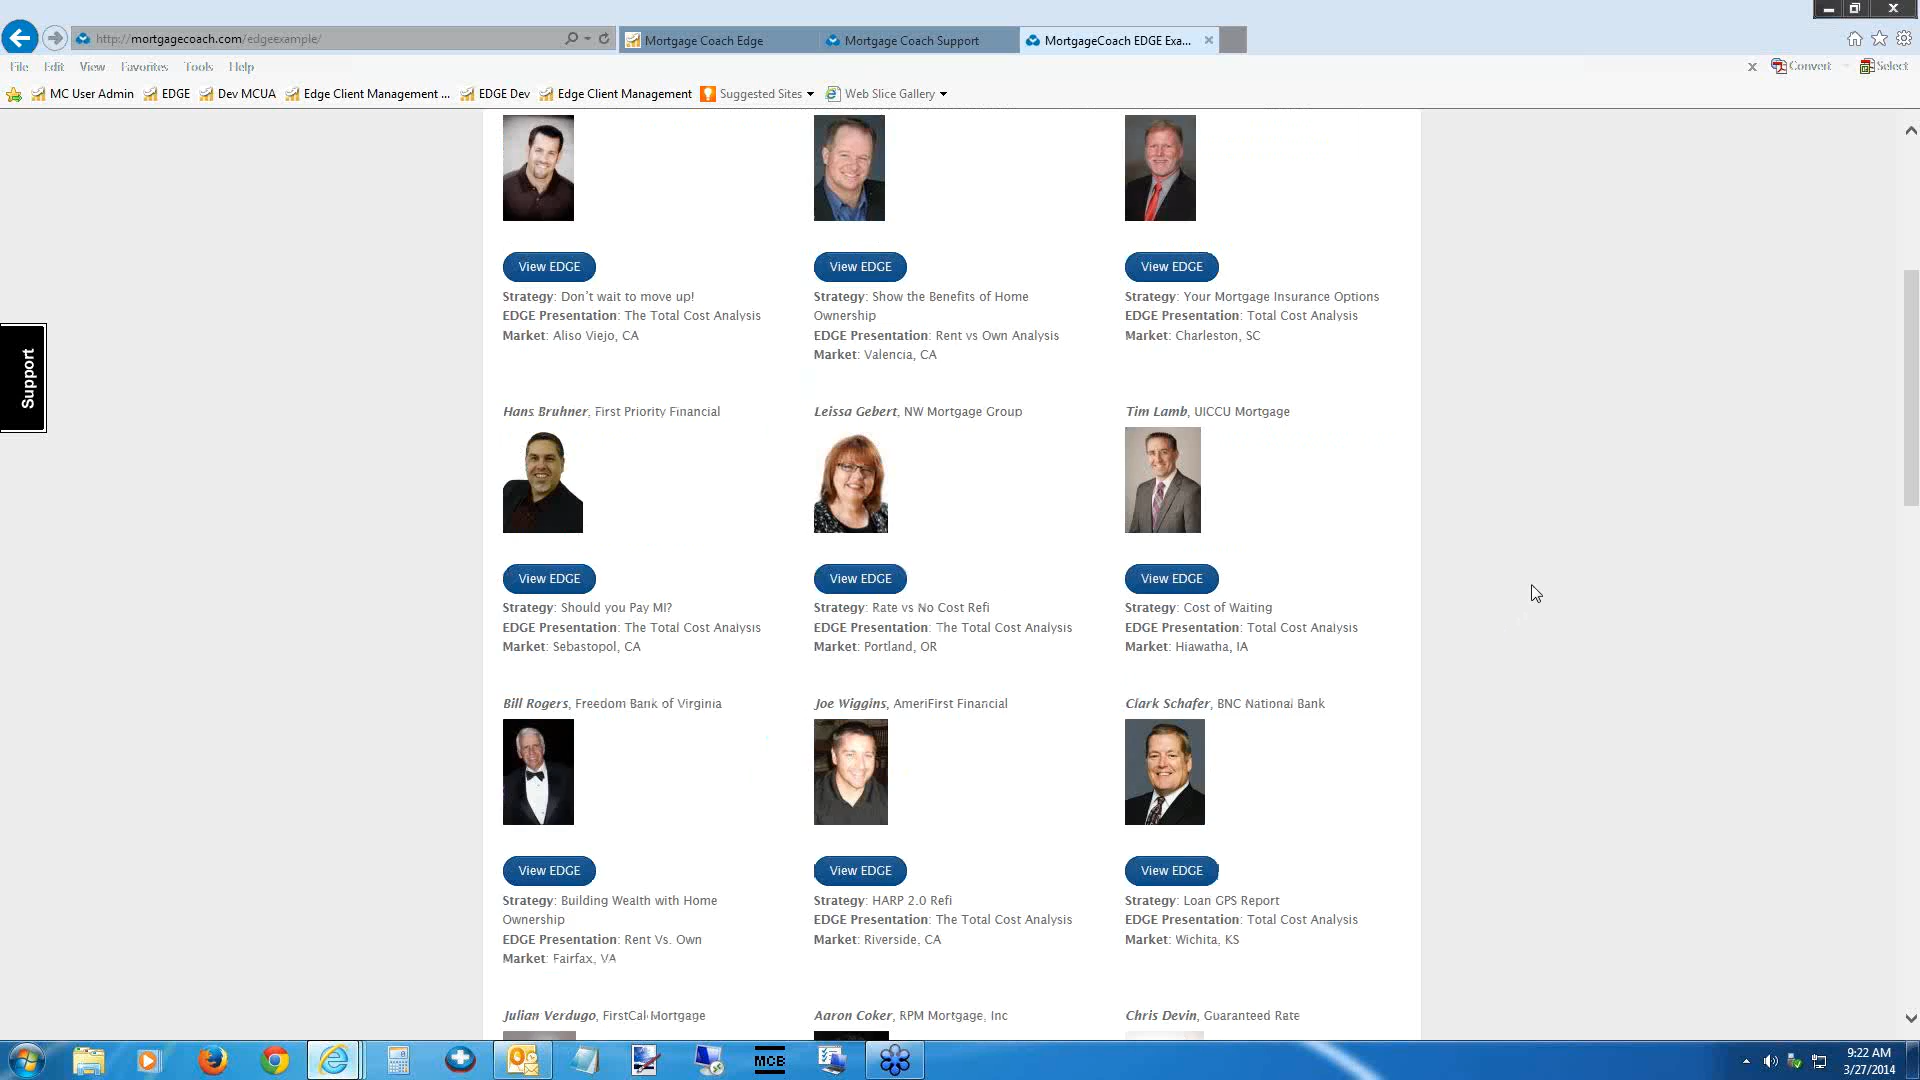 http://mortgagecoach.com/edgeexample/
Mortgage Coach Edge
Mortgage Coach Support
MortgageCoach EDGE Exa...
File Edit View Favorites Tools Help
Convert
Select
MC User Admin
EDGE
Dev MCUA
Edge Client Management ...
EDGE Dev
Edge Client Management
Suggested Sites
Web Slice Gallery
Support
View EDGE
Strategy: Don't wait to move up!
EDGE Presentation: The Total Cost Analysis
Market: Aliso Viejo, CA
View EDGE
Strategy: Show the Benefits of Home
Ownership
EDGE Presentation: Rent vs Own Analysis
Market: Valencia, CA
View EDGE
Strategy: Your Mortgage Insurance Options
EDGE Presentation: Total Cost Analysis
Market: Charleston, SC
Hans Bruhner, First Priority Financial
View EDGE
Strategy: Should you Pay MI?
EDGE Presentation: The Total Cost Analysis
Market: Sebastopol, CA
Leissa Gebert, NW Mortgage Group
View EDGE
Strategy: Rate vs No Cost Refi
EDGE Presentation: The Total Cost Analysis
Market: Portland, OR
Tim Lamb, UICCU Mortgage
View EDGE
Strategy: Cost of Waiting
EDGE Presentation: Total Cost Analysis
Market: Hiawatha, IA
Bill Rogers, Freedom Bank of Virginia
View EDGE
Strategy: Building Wealth with Home
Ownership
EDGE Presentation: Rent Vs. Own
Market: Fairfax, VA
Joe Wiggins, AmeriFirst Financial
View EDGE
Strategy: HARP 2.0 Refi
EDGE Presentation: The Total Cost Analysis
Market: Riverside, CA
Clark Schafer, BNC National Bank
View EDGE
Strategy: Loan GPS Report
EDGE Presentation: Total Cost Analysis
Market: Wichita, KS
Julian Verdugo, FirstCal Mortgage
Aaron Coker, RPM Mortgage, Inc
Chris Devin, Guaranteed Rate
MCB
9:22 AM
3/27/2014